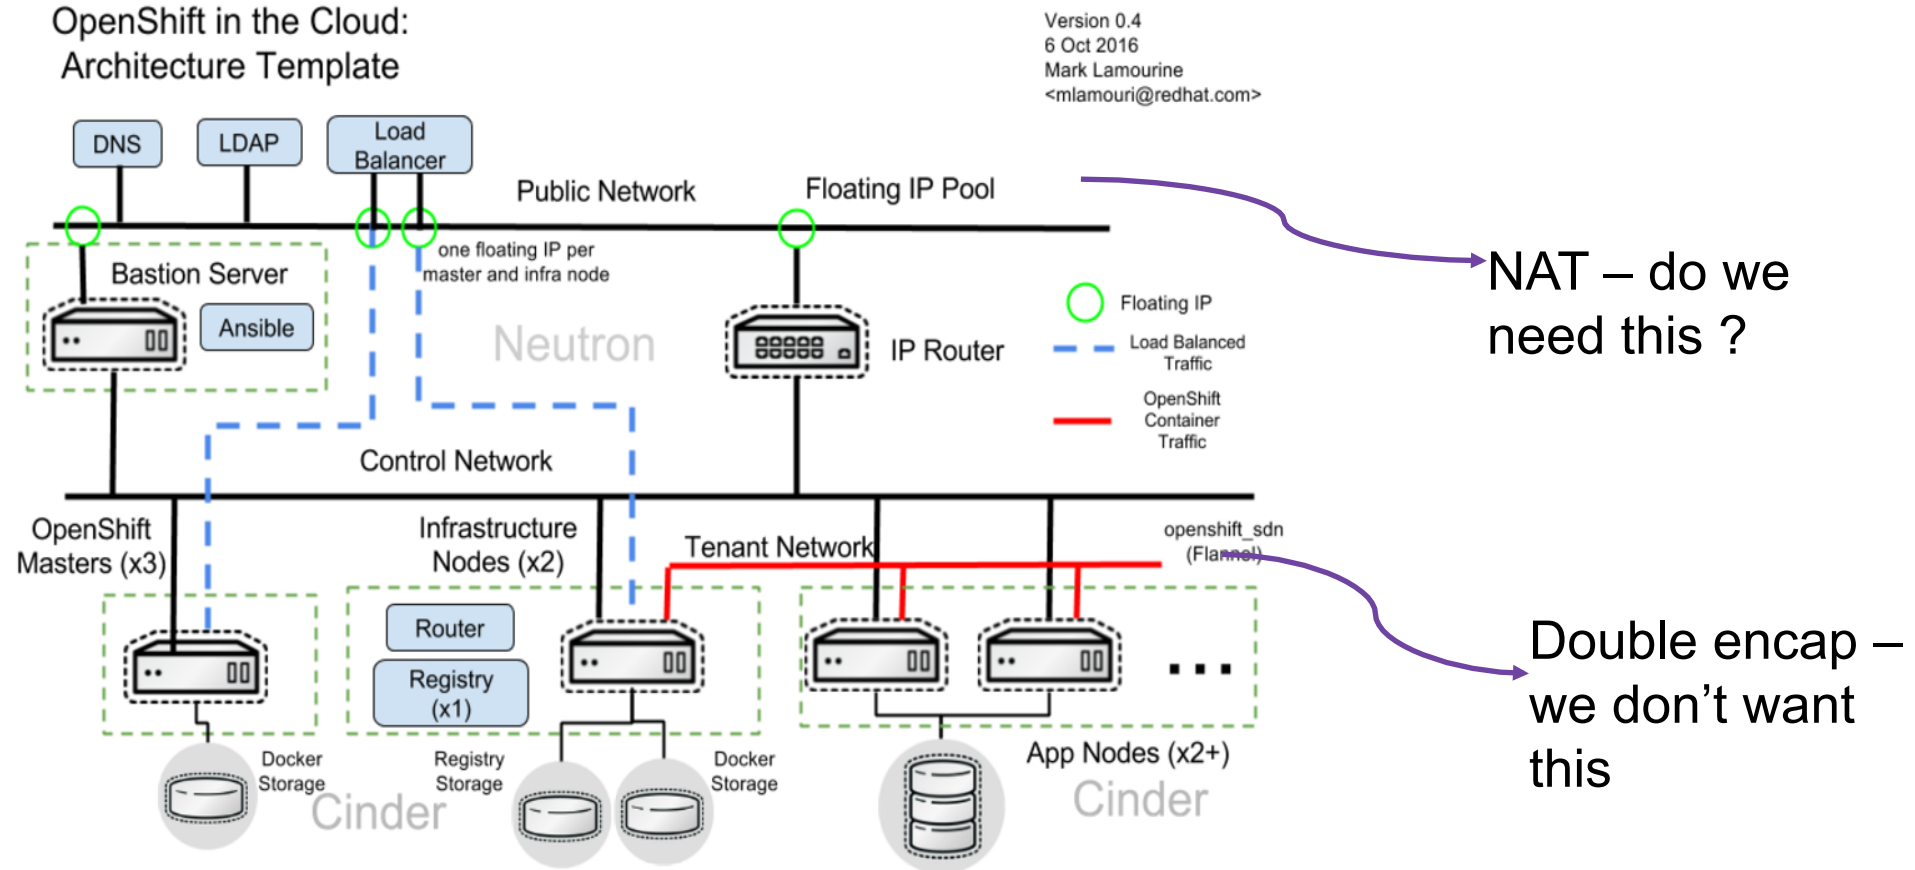 OpenShift in the Cloud:
Architecture Template
Version 0.4
6 Oct 2016
Mark Lamourine
<mlamouri@redhat.com>
DNS
LDAP
Load
Balancer
Public Network
Floating IP Pool
one floating IP per
master and infra node
Bastion Server
Ansible
Neutron
IP Router
Floating IP
Load Balanced
Traffic
OpenShift
Container
Traffic
NAT – do we
need this ?
Control Network
OpenShift
Masters (x3)
Infrastructure
Nodes (x2)
Tenant Network
openshift_sdn
(Flannel)
Router
Registry
(x1)
...
Double encap –
we don’t want
this
Docker
Storage
Cinder
Registry
Storage
Docker
Storage
App Nodes (x2+)
Cinder